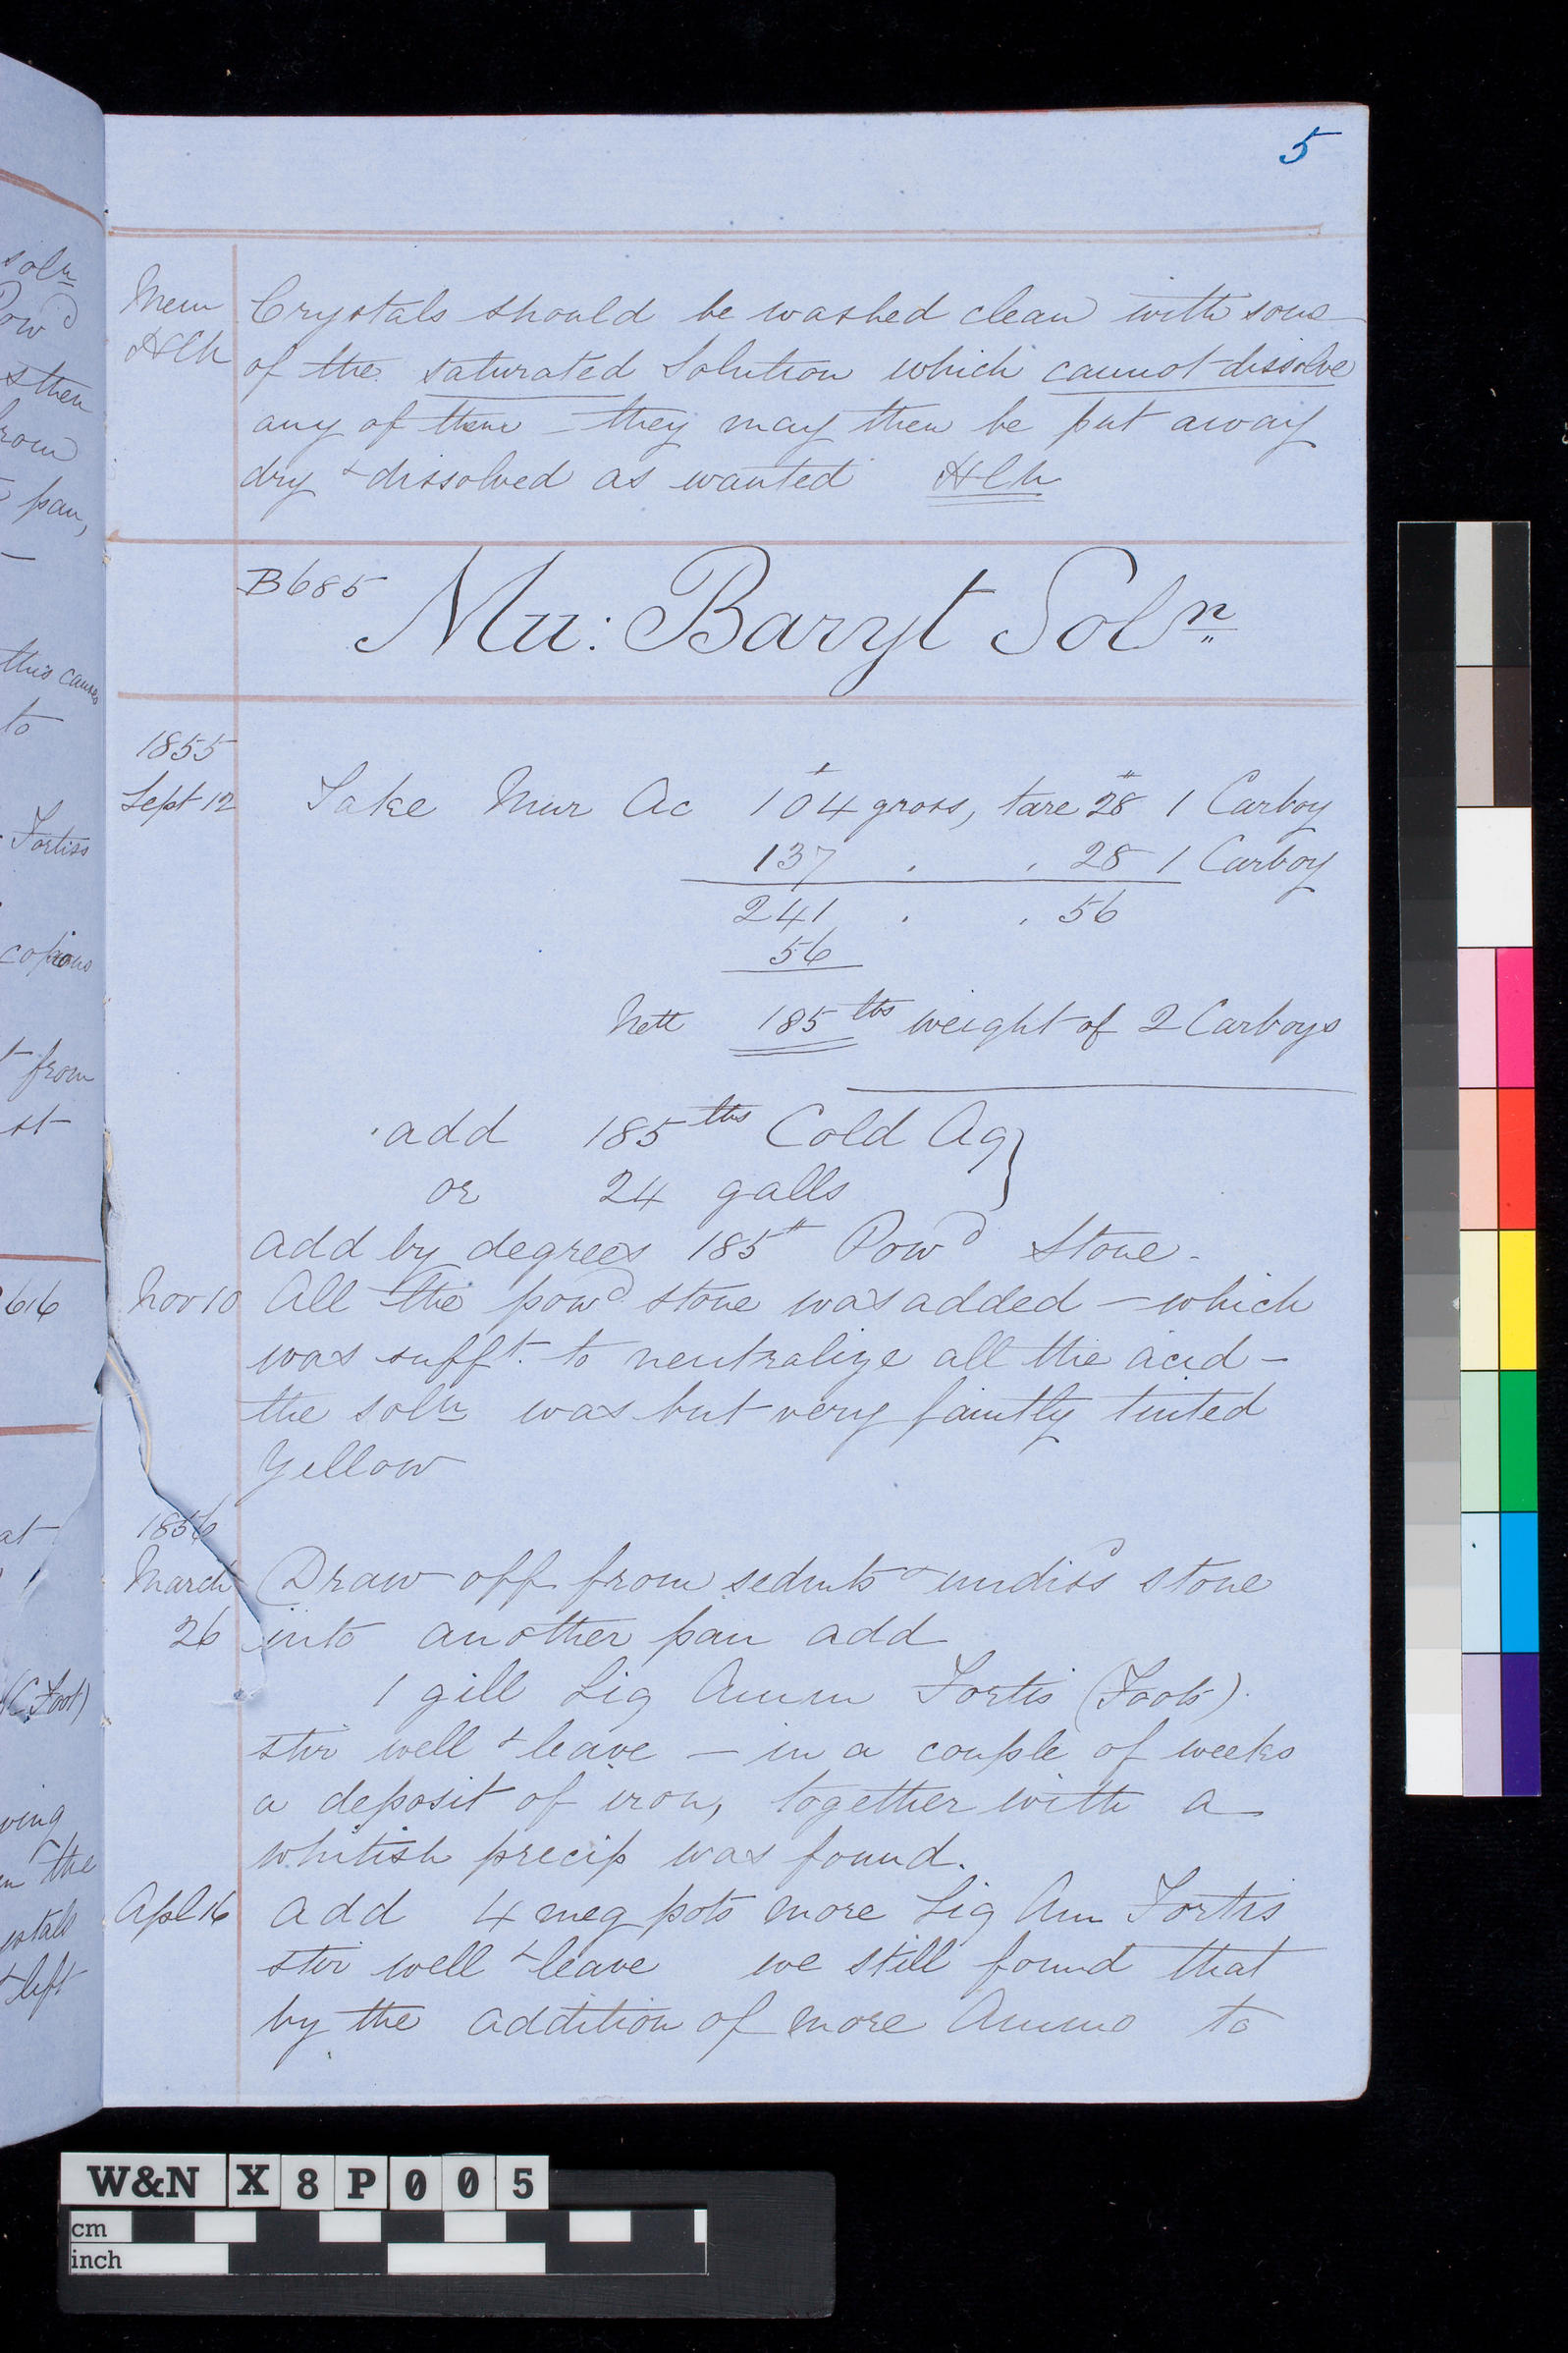 5
Mem Crystals should be washed clean with some
HCh of the saturated Solution which cannot dissolve
any of them – they may then be put away
dry & dissolved as wanted HCh
B685 Mu: Baryt Soln
1855
Sept 12 Take Mur Ac 104 # gross, tare 28 # 1 Carboy
137 . . 28 1 Carboy
241 . . 56
56
Nett 185 lbs weight of 2 Carboys
add 185 lbs Cold Aq }
or 24 galls
add by degrees 185 # Powd Stone -
Nov 10 All the powd stone was added – which
was sufft. to neutralize all the acid –
the soln was but very faintly tinted
Yellow
1856
March Draw off from sedmts & undissd stone
26 into another pan add
1 gill Liq Amm Fortis (Foots).
stir well & leave – in a couple of weeks
a deposit of iron, together with a
whitish precip was found.
Apl 16 add 4 meg pots more Liq Am Fortis
stir well & leave we still found that
by the addition of more Ammo to
soln
Powd
& then
from
pan,
this causes
to
Fortiss
copious
from
st
616
at
(C Foot)
ving
the
ystals
& left
W&N X 8 P 0 0 5
cm
inch